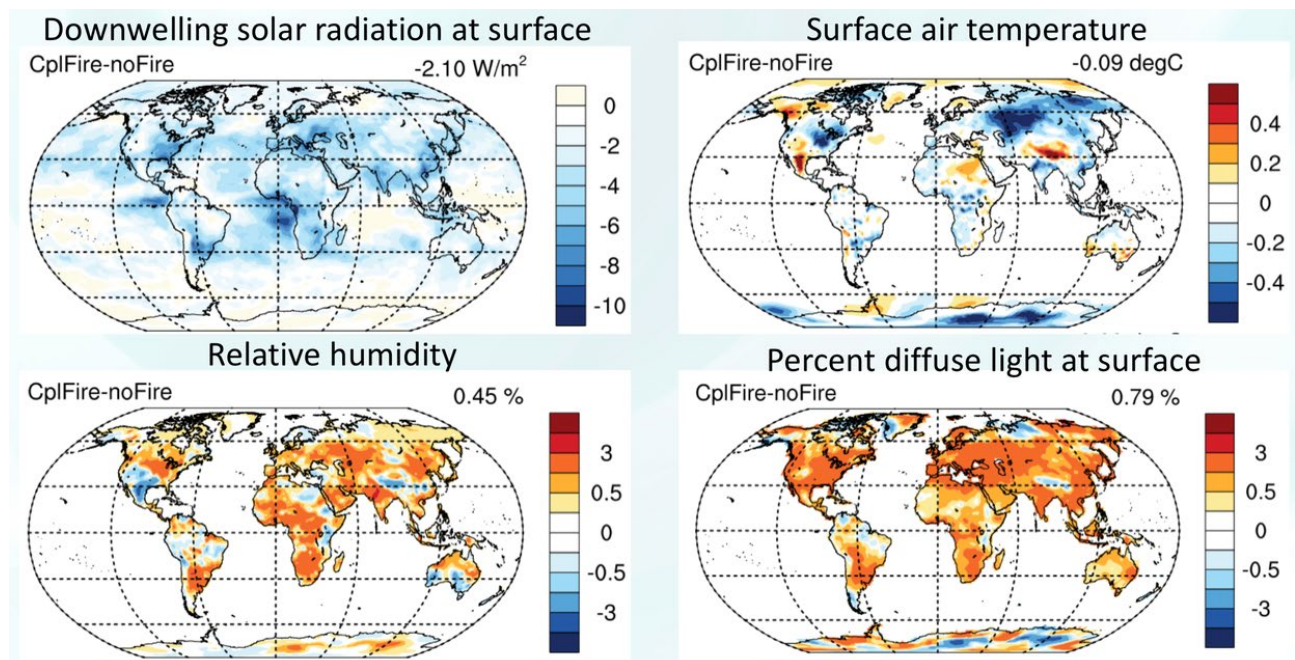 Downwelling solar radiation at surface
CplFire-noFire
-2.10 W/m²
0
-2
-4
-6
-8
-10
Surface air temperature
CplFire-noFire
-0.09 degC
0.4
0.2
0
-0.2
-0.4
Relative humidity
CplFire-noFire
0.45 %
3
0.5
0
-0.5
-3
Percent diffuse light at surface
CplFire-noFire
0.79 %
3
0.5
0
-0.5
-3